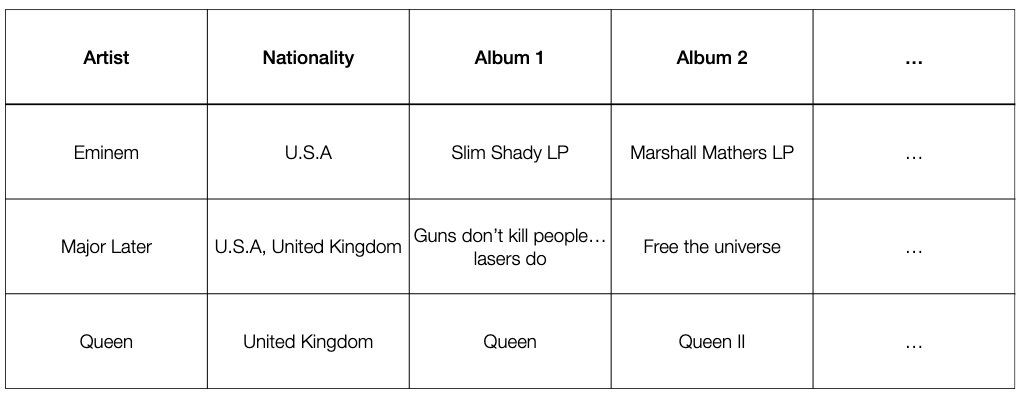 Artist Nationality Album 1 Album 2 ...
Eminem U.S.A Slim Shady LP Marshall Mathers LP ...
Major Later U.S.A, United Kingdom Guns don’t kill people... lasers do Free the universe ...
Queen United Kingdom Queen Queen II ...